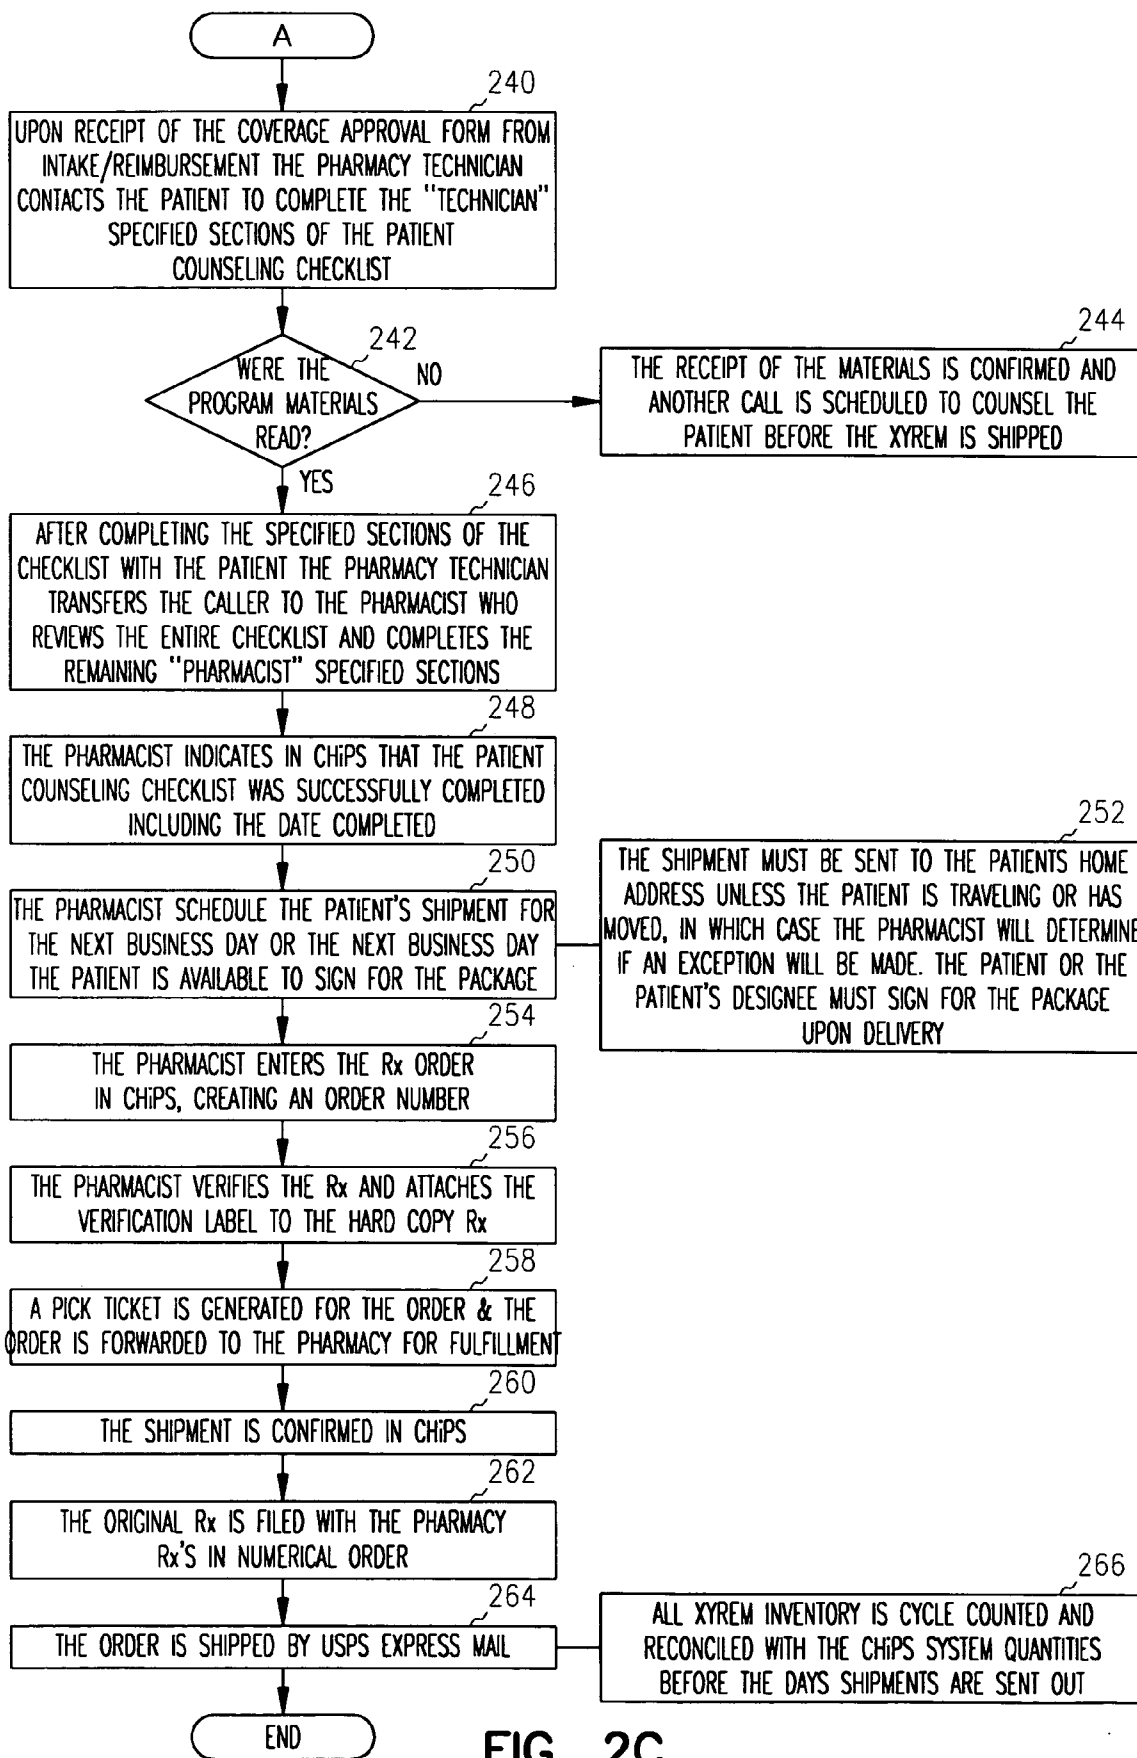 A
240
UPON RECEIPT OF THE COVERAGE APPROVAL FORM FROM
INTAKE/REIMBURSEMENT THE PHARMACY TECHNICIAN
CONTACTS THE PATIENT TO COMPLETE THE "TECHNICIAN"
SPECIFIED SECTIONS OF THE PATIENT
COUNSELING CHECKLIST
242
WERE THE
PROGRAM MATERIALS
READ?
NO
YES
244
THE RECEIPT OF THE MATERIALS IS CONFIRMED AND
ANOTHER CALL IS SCHEDULED TO COUNSEL THE
PATIENT BEFORE THE XYREM IS SHIPPED
246
AFTER COMPLETING THE SPECIFIED SECTIONS OF THE
CHECKLIST WITH THE PATIENT THE PHARMACY TECHNICIAN
TRANSFERS THE CALLER TO THE PHARMACIST WHO
REVIEWS THE ENTIRE CHECKLIST AND COMPLETES THE
REMAINING "PHARMACIST" SPECIFIED SECTIONS
248
THE PHARMACIST INDICATES IN CHiPS THAT THE PATIENT
COUNSELING CHECKLIST WAS SUCCESSFULLY COMPLETED
INCLUDING THE DATE COMPLETED
250
THE PHARMACIST SCHEDULE THE PATIENT'S SHIPMENT FOR
THE NEXT BUSINESS DAY OR THE NEXT BUSINESS DAY
THE PATIENT IS AVAILABLE TO SIGN FOR THE PACKAGE
252
THE SHIPMENT MUST BE SENT TO THE PATIENTS HOME
ADDRESS UNLESS THE PATIENT IS TRAVELING OR HAS
MOVED, IN WHICH CASE THE PHARMACIST WILL DETERMINE
IF AN EXCEPTION WILL BE MADE. THE PATIENT OR THE
PATIENT'S DESIGNEE MUST SIGN FOR THE PACKAGE
UPON DELIVERY
254
THE PHARMACIST ENTERS THE Rx ORDER
IN CHiPS, CREATING AN ORDER NUMBER
256
THE PHARMACIST VERIFIES THE Rx AND ATTACHES THE
VERIFICATION LABEL TO THE HARD COPY Rx
258
A PICK TICKET IS GENERATED FOR THE ORDER & THE
ORDER IS FORWARDED TO THE PHARMACY FOR FULFILLMENT
260
THE SHIPMENT IS CONFIRMED IN CHiPS
262
THE ORIGINAL Rx IS FILED WITH THE PHARMACY
Rx'S IN NUMERICAL ORDER
264
THE ORDER IS SHIPPED BY USPS EXPRESS MAIL
266
ALL XYREM INVENTORY IS CYCLE COUNTED AND
RECONCILED WITH THE CHiPS SYSTEM QUANTITIES
BEFORE THE DAYS SHIPMENTS ARE SENT OUT
END
FIG. 2C